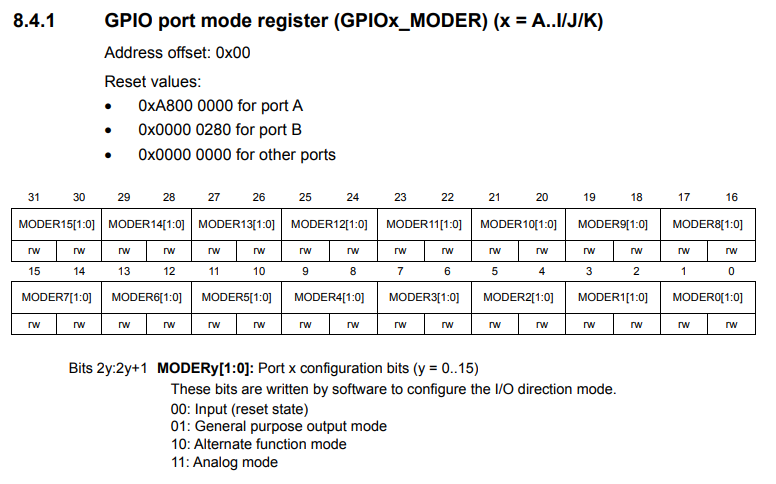 8.4.1 GPIO port mode register (GPIOx_MODER) (x = A..I/J/K)
Address offset: 0x00
Reset values:
• 0xA800 0000 for port A
• 0x0000 0280 for port B
• 0x0000 0000 for other ports
31 30 29 28 27 26 25 24 23 22 21 20 19 18 17 16
MODER15[1:0] MODER14[1:0] MODER13[1:0] MODER12[1:0] MODER11[1:0] MODER10[1:0] MODER9[1:0] MODER8[1:0]
rw rw rw rw rw rw rw rw rw rw rw rw rw rw rw rw
15 14 13 12 11 10 9 8 7 6 5 4 3 2 1 0
MODER7[1:0] MODER6[1:0] MODER5[1:0] MODER4[1:0] MODER3[1:0] MODER2[1:0] MODER1[1:0] MODER0[1:0]
rw rw rw rw rw rw rw rw rw rw rw rw rw rw rw rw
Bits 2y:2y+1 MODERy[1:0]: Port x configuration bits (y = 0..15)
These bits are written by software to configure the I/O direction mode.
00: Input (reset state)
01: General purpose output mode
10: Alternate function mode
11: Analog mode